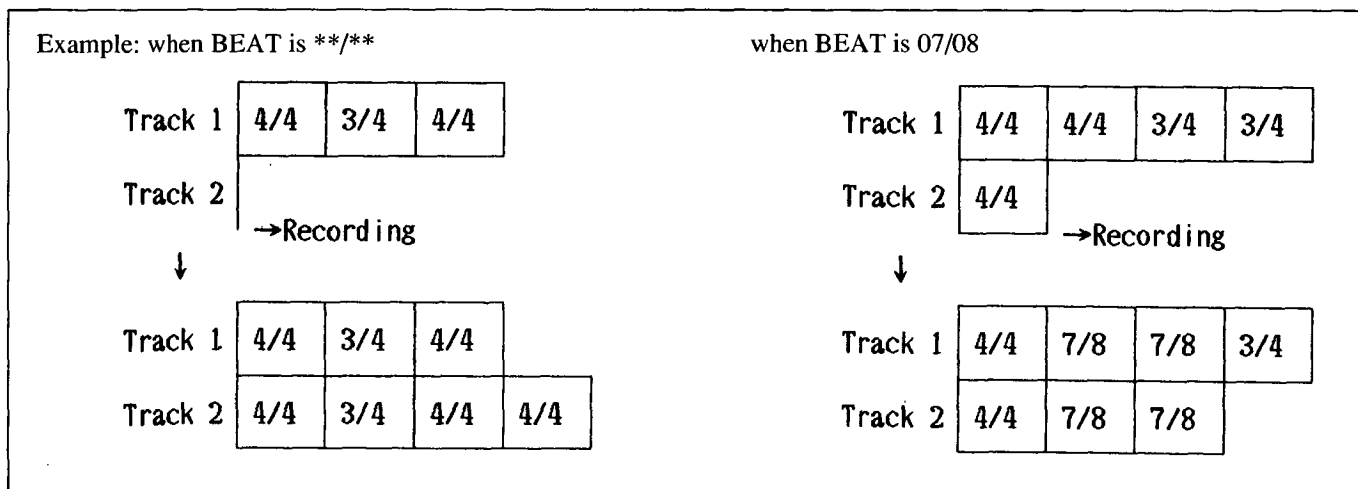 Example: when BEAT is **/**
Track 1 4/4 3/4 4/4
Track 2
→Recording
↓
Track 1 4/4 3/4 4/4
Track 2 4/4 3/4 4/4 4/4
when BEAT is 07/08
Track 1 4/4 4/4 3/4 3/4
Track 2 4/4
→Recording
↓
Track 1 4/4 7/8 7/8 3/4
Track 2 4/4 7/8 7/8